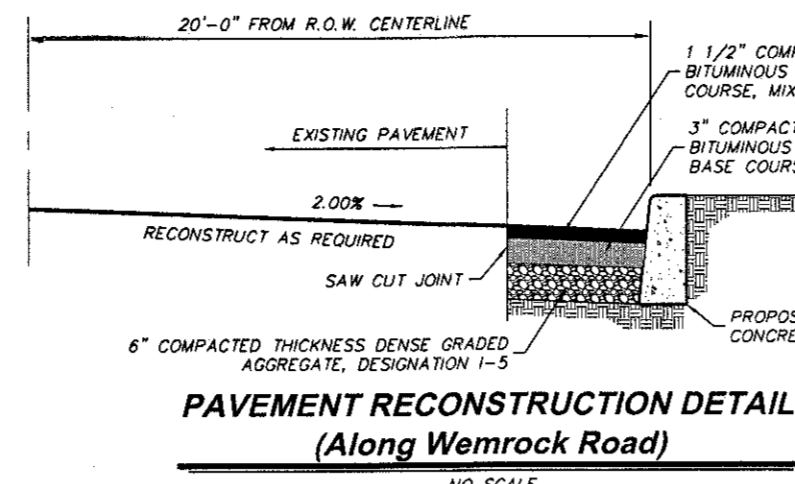 20'-0" FROM R.O.W. CENTERLINE
1 1/2" COMP
BITUMINOUS
COURSE, MIX
3" COMPACT
BITUMINOUS
BASE COURS
EXISTING PAVEMENT
2.00%
RECONSTRUCT AS REQUIRED
SAW CUT JOINT
PROPOS
CONCRE
6" COMPACTED THICKNESS DENSE GRADED
AGGREGATE, DESIGNATION I-5
PAVEMENT RECONSTRUCTION DETAIL
(Along Wemrock Road)
NO SCALE